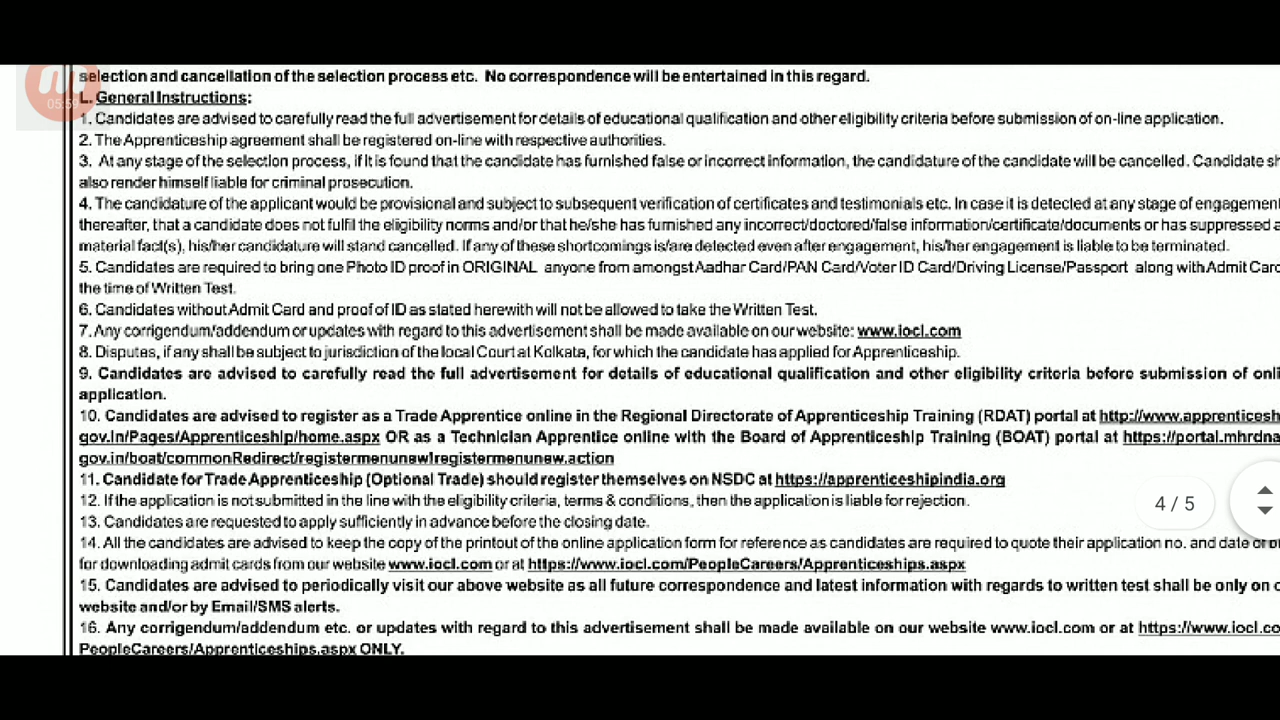 selection and cancellation of the selection process etc. No correspondence will be entertained in this regard.
05:59
L. General Instructions:
1. Candidates are advised to carefully read the full advertisement for details of educational qualification and other eligibility criteria before submission of on-line application.
2. The Apprenticeship agreement shall be registered on-line with respective authorities.
3. At any stage of the selection process, if it is found that the candidate has furnished false or incorrect information, the candidature of the candidate will be cancelled. Candidate sh
also render himself liable for criminal prosecution.
4. The candidature of the applicant would be provisional and subject to subsequent verification of certificates and testimonials etc. In case it is detected at any stage of engagement
thereafter, that a candidate does not fulfil the eligibility norms and/or that he/she has furnished any incorrect/doctored/false information/certificate/documents or has suppressed a
material fact(s), his/her candidature will stand cancelled. If any of these shortcomings is/are detected even after engagement, his/her engagement is liable to be terminated.
5. Candidates are required to bring one Photo ID proof in ORIGINAL anyone from amongst Aadhar Card/PAN Card/Voter ID Card/Driving License/Passport along with Admit Card
the time of Written Test.
6. Candidates without Admit Card and proof of ID as stated herewith will not be allowed to take the Written Test.
7. Any corrigendum/addendum or updates with regard to this advertisement shall be made available on our website: www.iocl.com
8. Disputes, if any shall be subject to jurisdiction of the local Court at Kolkata, for which the candidate has applied for Apprenticeship.
9. Candidates are advised to carefully read the full advertisement for details of educational qualification and other eligibility criteria before submission of onli
application.
10. Candidates are advised to register as a Trade Apprentice online in the Regional Directorate of Apprenticeship Training (RDAT) portal at http://www.apprenticesh
gov.in/Pages/Apprenticeship/home.aspx OR as a Technician Apprentice online with the Board of Apprenticeship Training (BOAT) portal at https://portal.mhrdna
gov.in/boat/commonRedirect/registermenunew!registermenunew.action
11. Candidate for Trade Apprenticeship (Optional Trade) should register themselves on NSDC at https://apprenticeshipindia.org
12. If the application is not submitted in the line with the eligibility criteria, terms & conditions, then the application is liable for rejection.
13. Candidates are requested to apply sufficiently in advance before the closing date.
14. All the candidates are advised to keep the copy of the printout of the online application form for reference as candidates are required to quote their application no. and date of
for downloading admit cards from our website www.iocl.com or at https://www.iocl.com/PeopleCareers/Apprenticeships.aspx
15. Candidates are advised to periodically visit our above website as all future correspondence and latest information with regards to written test shall be only on
website and/or by Email/SMS alerts.
16. Any corrigendum/addendum etc. or updates with regard to this advertisement shall be made available on our website www.iocl.com or at https://www.iocl.co
PeopleCareers/Apprenticeships.aspx ONLY.
4 / 5